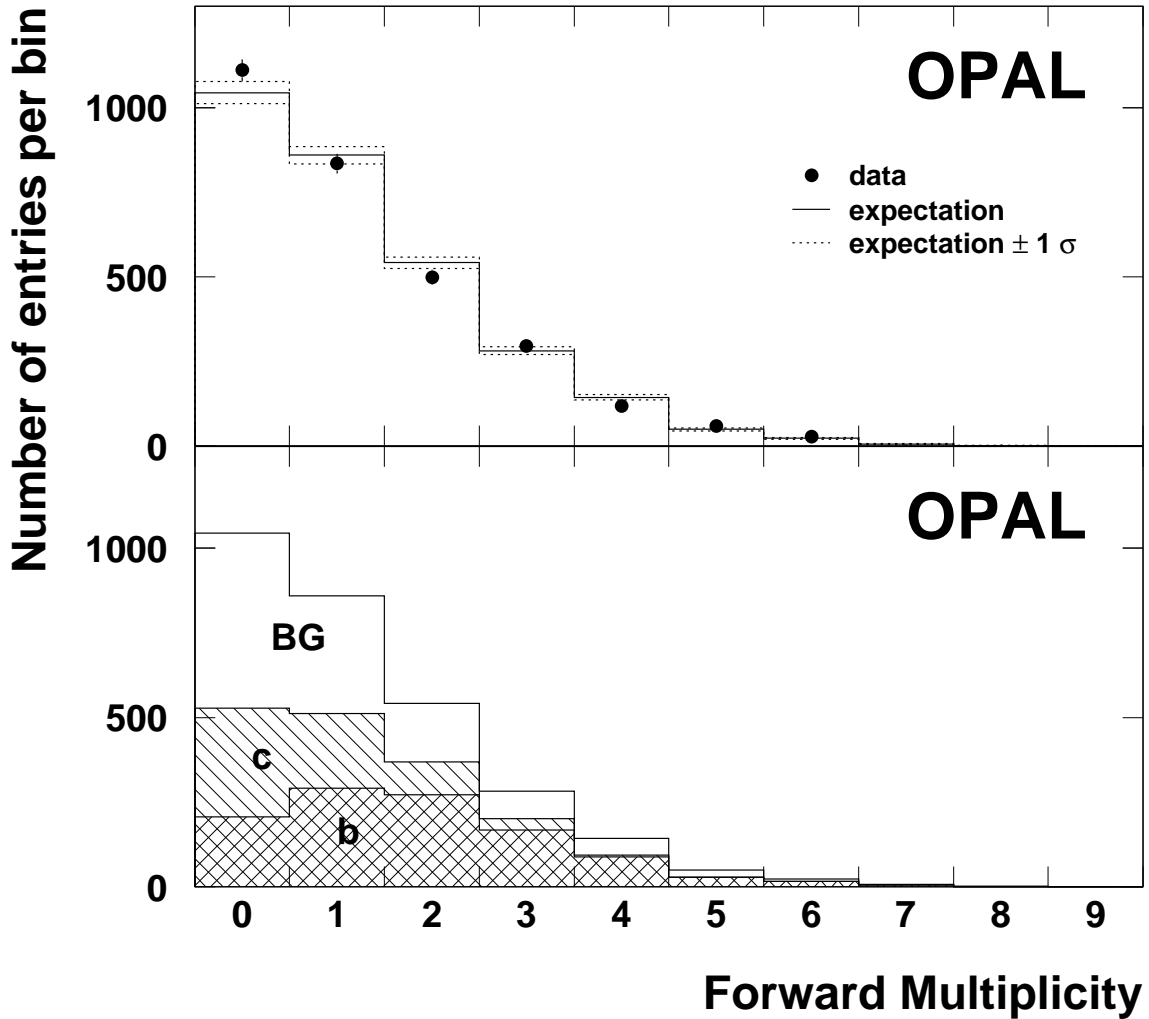 Number of entries per bin
OPAL
1000
500
0
data
expectation
expectation ± 1 σ
OPAL
1000
500
0
BG
c
b
0 1 2 3 4 5 6 7 8 9
Forward Multiplicity